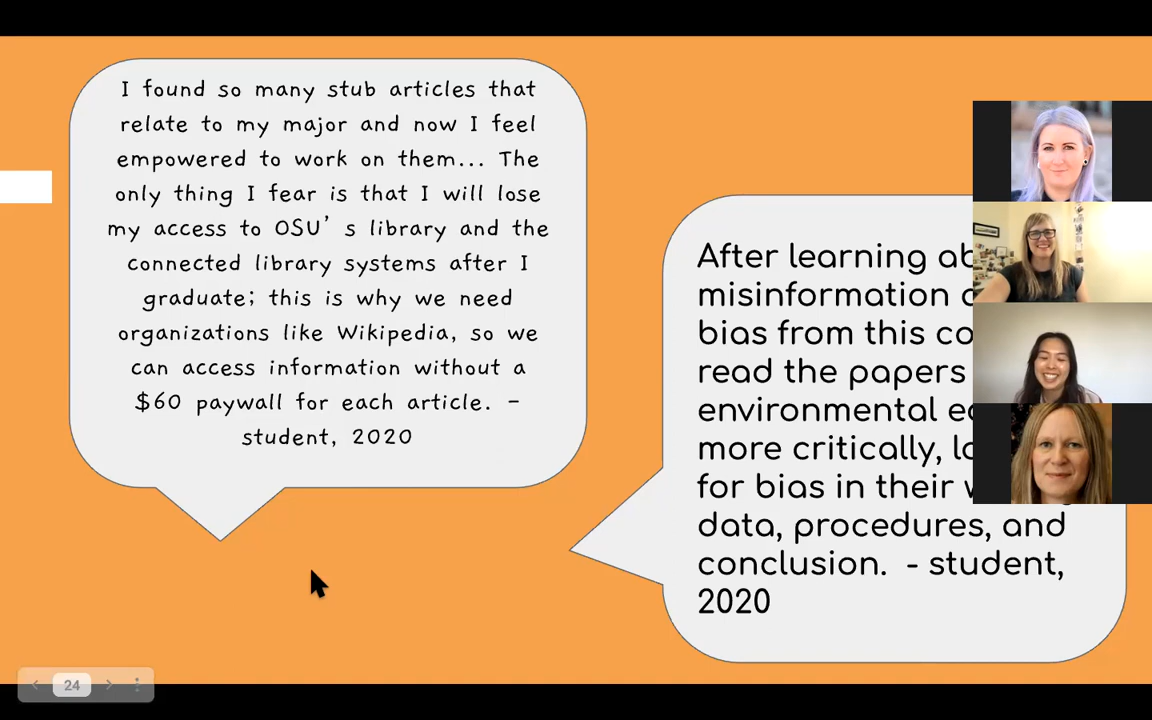 I found so many stub articles that
relate to my major and now I feel
empowered to work on them... The
only thing I fear is that I will lose
my access to OSU's library and the
connected library systems after I
graduate; this is why we need
organizations like Wikipedia, so we
can access information without a
$60 paywall for each article. -
student, 2020
After learning
misinformation
bias from this
read the papers
environmental
more critically,
for bias in their
data, procedures, and
conclusion. - student,
2020
24